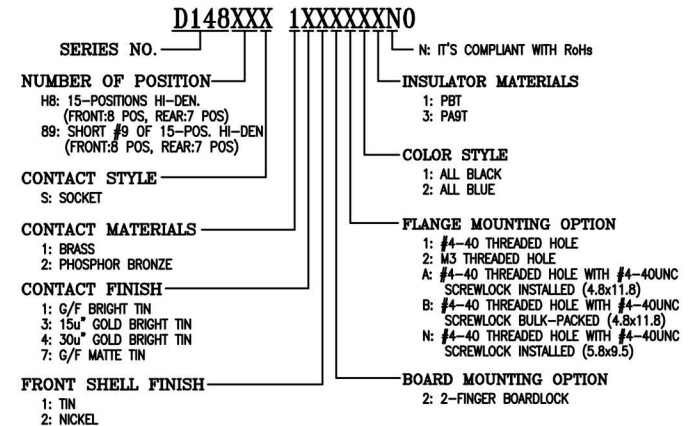 D148XXX 1XXXXXXN0
SERIES NO.
NUMBER OF POSITION
H8: 15-POSITIONS HI-DEN.
(FRONT:8 POS, REAR:7 POS)
89: SHORT #9 OF 15-POS. HI-DEN
(FRONT:8 POS, REAR:7 POS)
CONTACT STYLE
S: SOCKET
CONTACT MATERIALS
1: BRASS
2: PHOSPHOR BRONZE
CONTACT FINISH
1: G/F BRIGHT TIN
3: 15u" GOLD BRIGHT TIN
4: 30u" GOLD BRIGHT TIN
7: G/F MATTE TIN
FRONT SHELL FINISH
1: TIN
2: NICKEL
N: IT'S COMPLIANT WITH RoHs
INSULATOR MATERIALS
1: PBT
3: PA9T
COLOR STYLE
1: ALL BLACK
2: ALL BLUE
FLANGE MOUNTING OPTION
1: #4-40 THREADED HOLE
2: M3 THREADED HOLE
A: #4-40 THREADED HOLE WITH #4-40UNC
SCREWLOCK INSTALLED (4.8x11.8)
B: #4-40 THREADED HOLE WITH #4-40UNC
SCREWLOCK BULK-PACKED (4.8x11.8)
N: #4-40 THREADED HOLE WITH #4-40UNC
SCREWLOCK INSTALLED (5.8x9.5)
BOARD MOUNTING OPTION
2: 2-FINGER BOARDLOCK